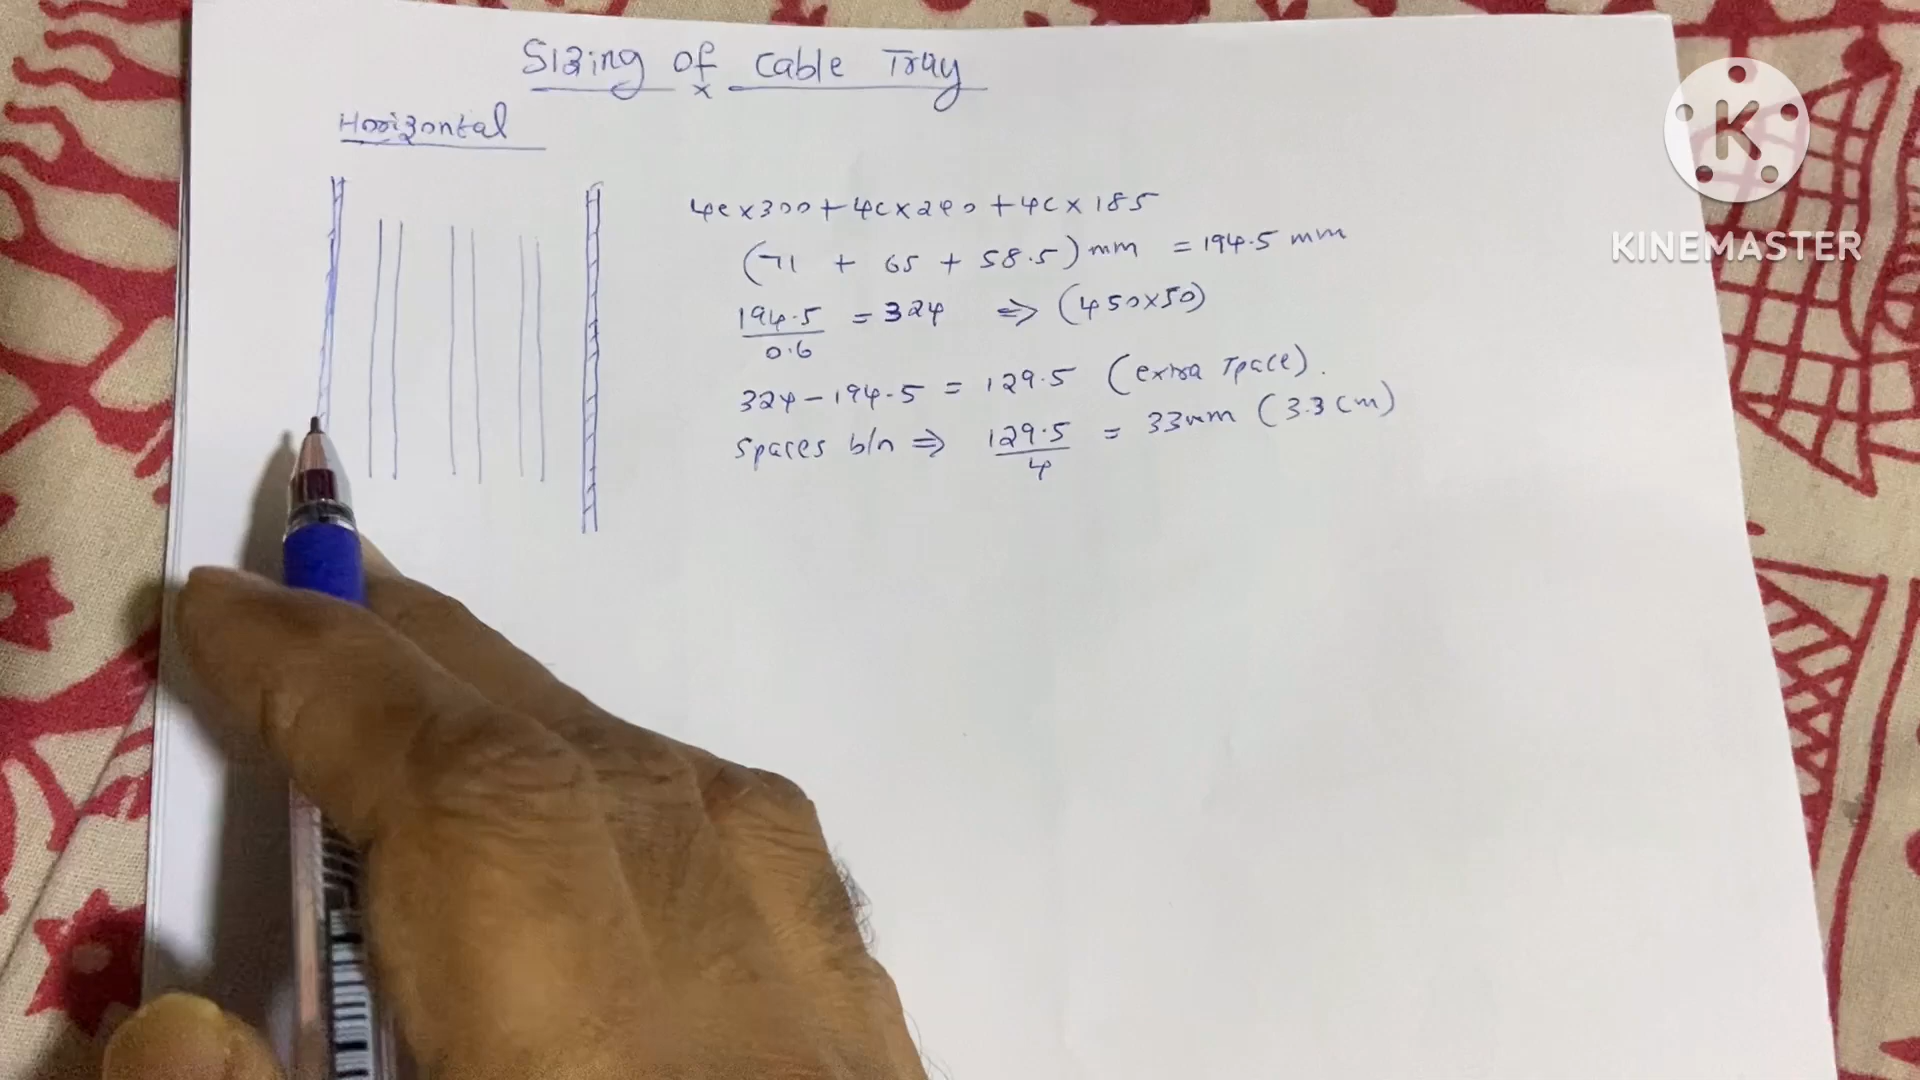 Sizing of Cable Tray
x
Horizontal
4c x 300 + 4c x 240 + 4c x 185
(71 + 65 + 58.5) mm = 194.5 mm
194.5 / 0.6 = 324 ⇒ (450x50)
324 - 194.5 = 129.5 (extra Space).
Spaces b/n ⇒ 129.5 / 4 = 33mm (3.3 cm)
K
KINEMASTER